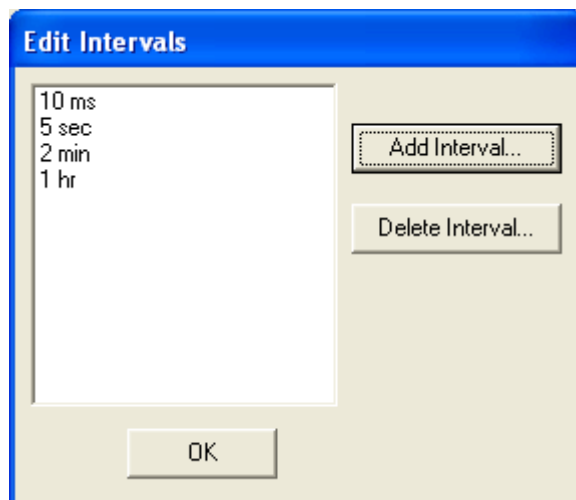 Edit Intervals
10 ms
5 sec
2 min
1 hr
Add Interval...
Delete Interval...
OK